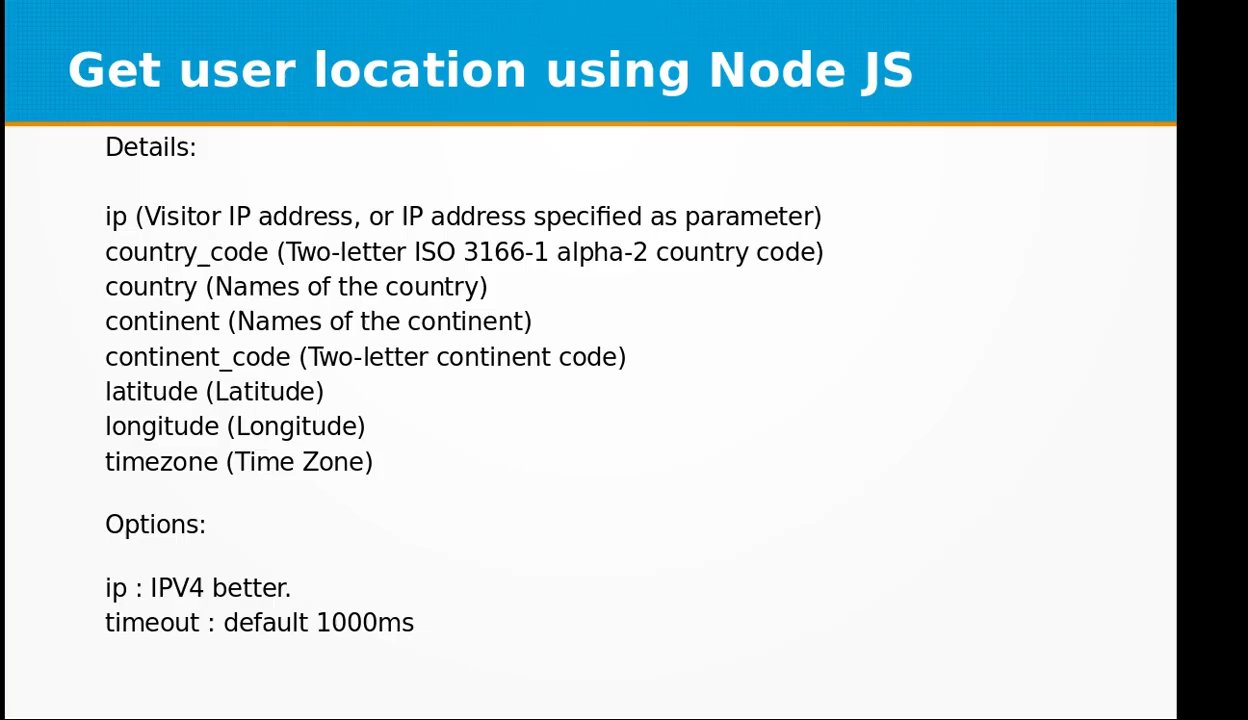 Get user location using Node JS
Details:
ip (Visitor IP address, or IP address specified as parameter)
country_code (Two-letter ISO 3166-1 alpha-2 country code)
country (Names of the country)
continent (Names of the continent)
continent_code (Two-letter continent code)
latitude (Latitude)
longitude (Longitude)
timezone (Time Zone)
Options:
ip : IPV4 better.
timeout : default 1000ms